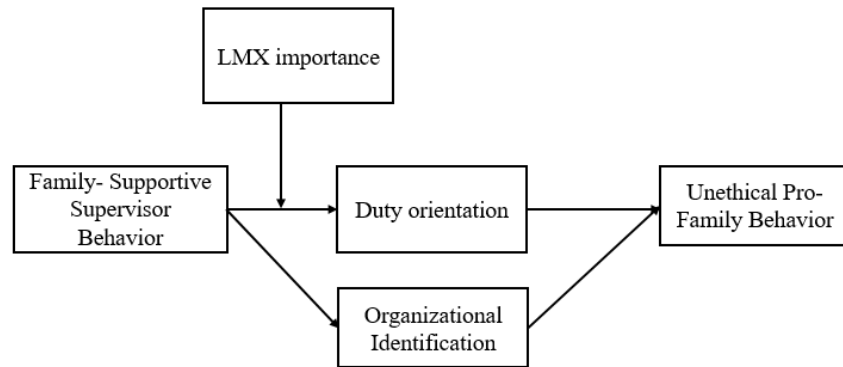 LMX importance
Family- Supportive
Supervisor
Behavior
Duty orientation
Unethical Pro-
Family Behavior
Organizational
Identification